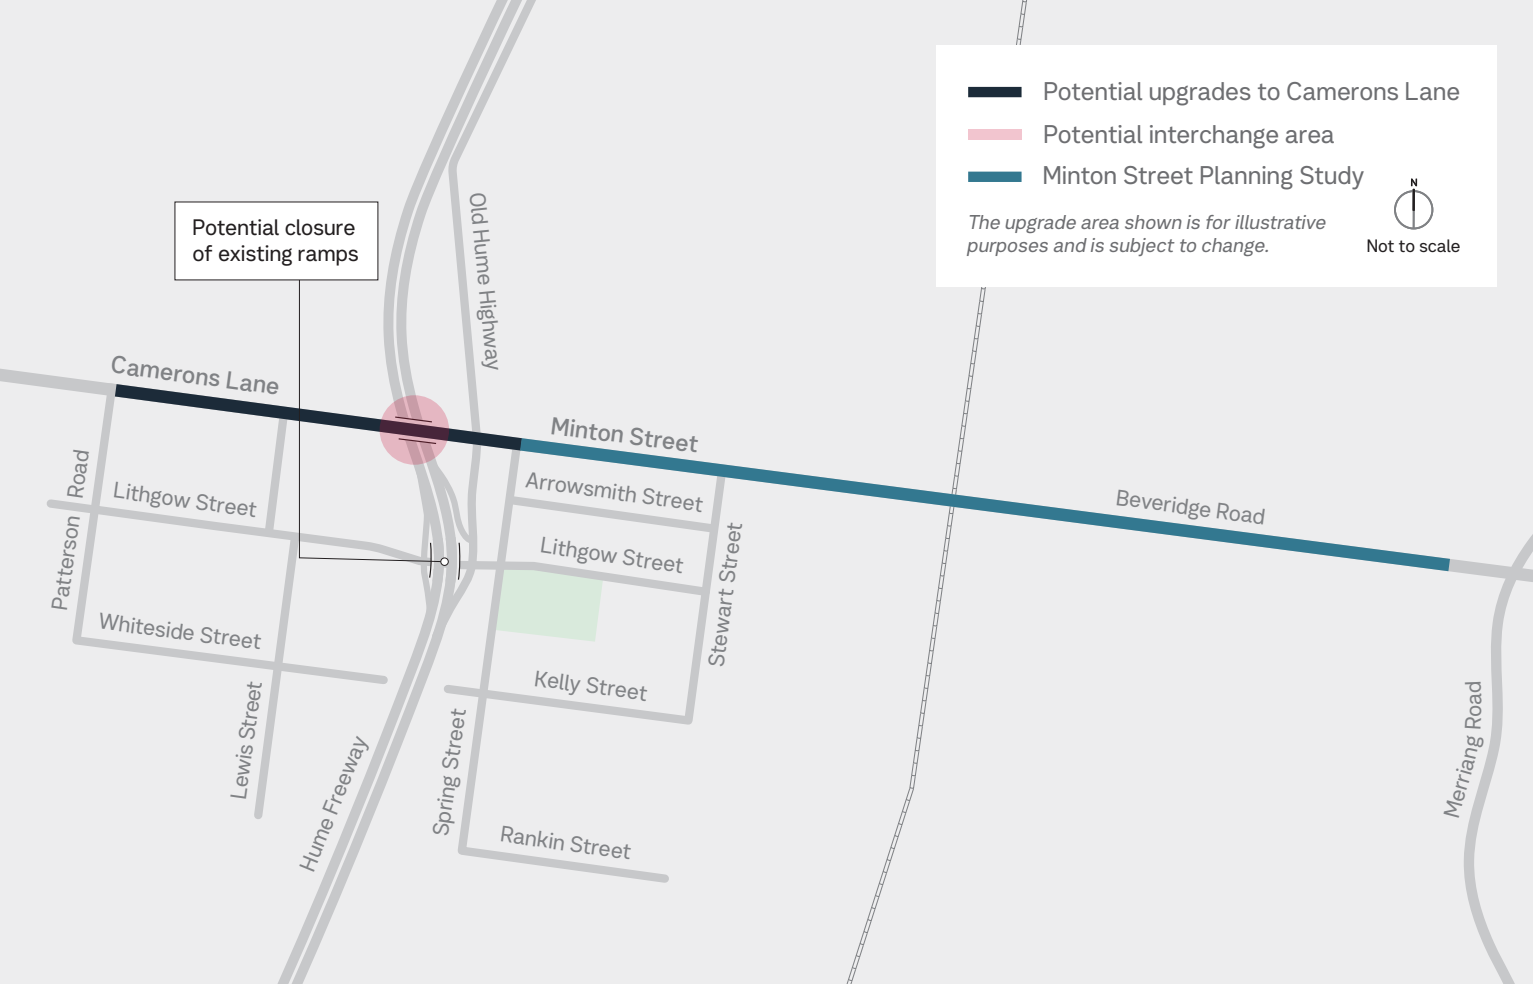 Potential upgrades to Camerons Lane
Potential interchange area
Minton Street Planning Study
The upgrade area shown is for illustrative
purposes and is subject to change.
N
Not to scale
Potential closure
of existing ramps
Old Hume Highway
Camerons Lane
Minton Street
Beveridge Road
Patterson Road
Lithgow Street
Arrowsmith Street
Lithgow Street
Stewart Street
Whiteside Street
Kelly Street
Lewis Street
Hume Freeway
Spring Street
Rankin Street
Merriang Road